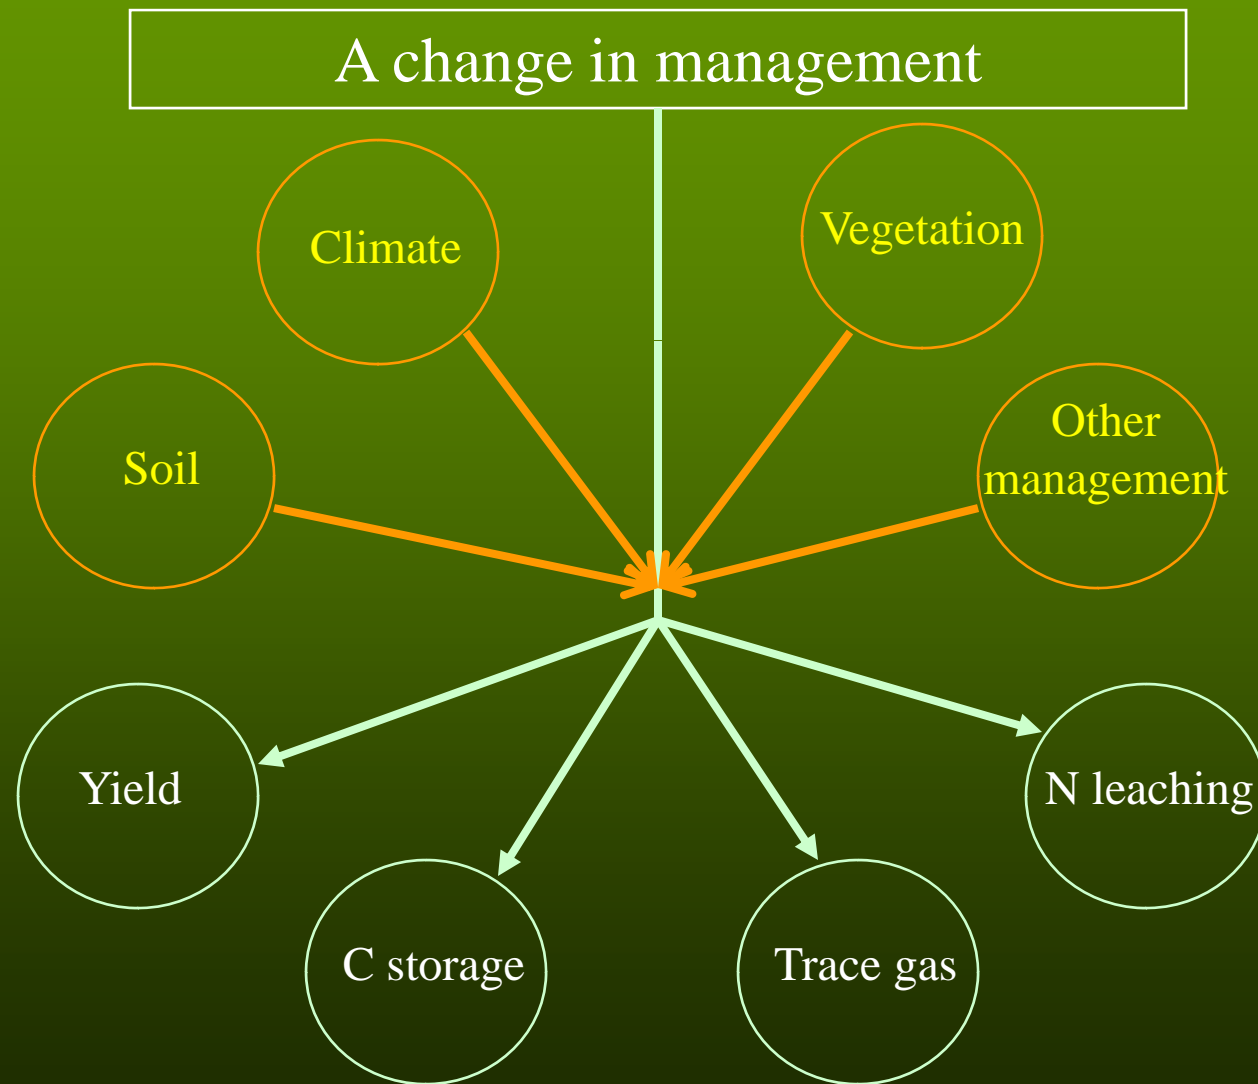 A change in management
Climate
Vegetation
Soil
Other
management
Yield
N leaching
C storage
Trace gas